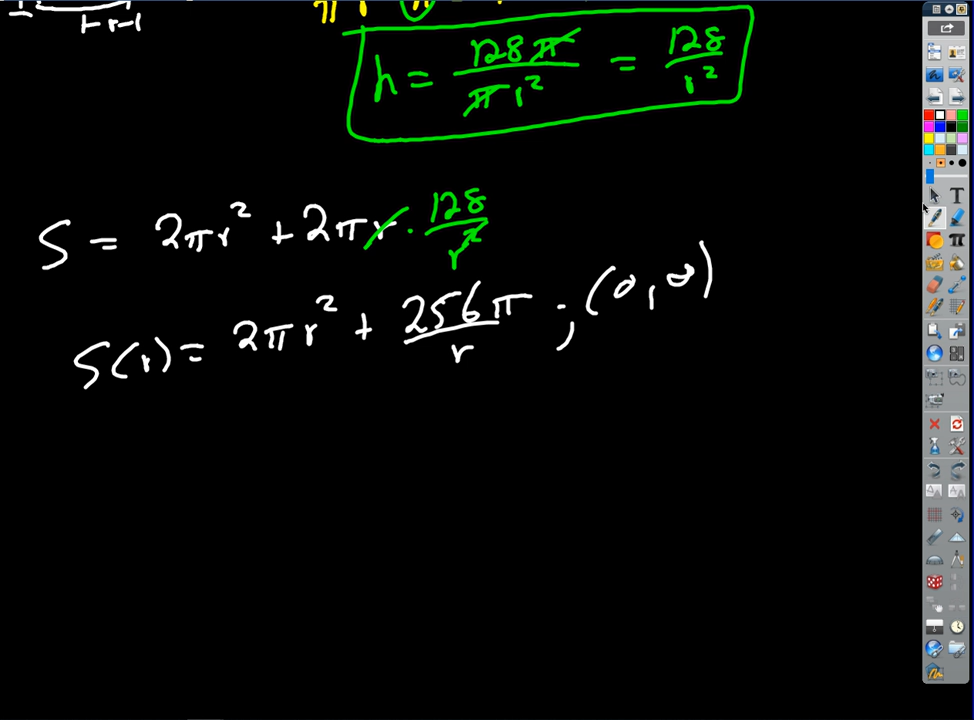 h = 128π / πr² = 128 / r²
S = 2πr² + 2πr · 128 / r²
S(r) = 2πr² + 256π / r ; (0, ∞)